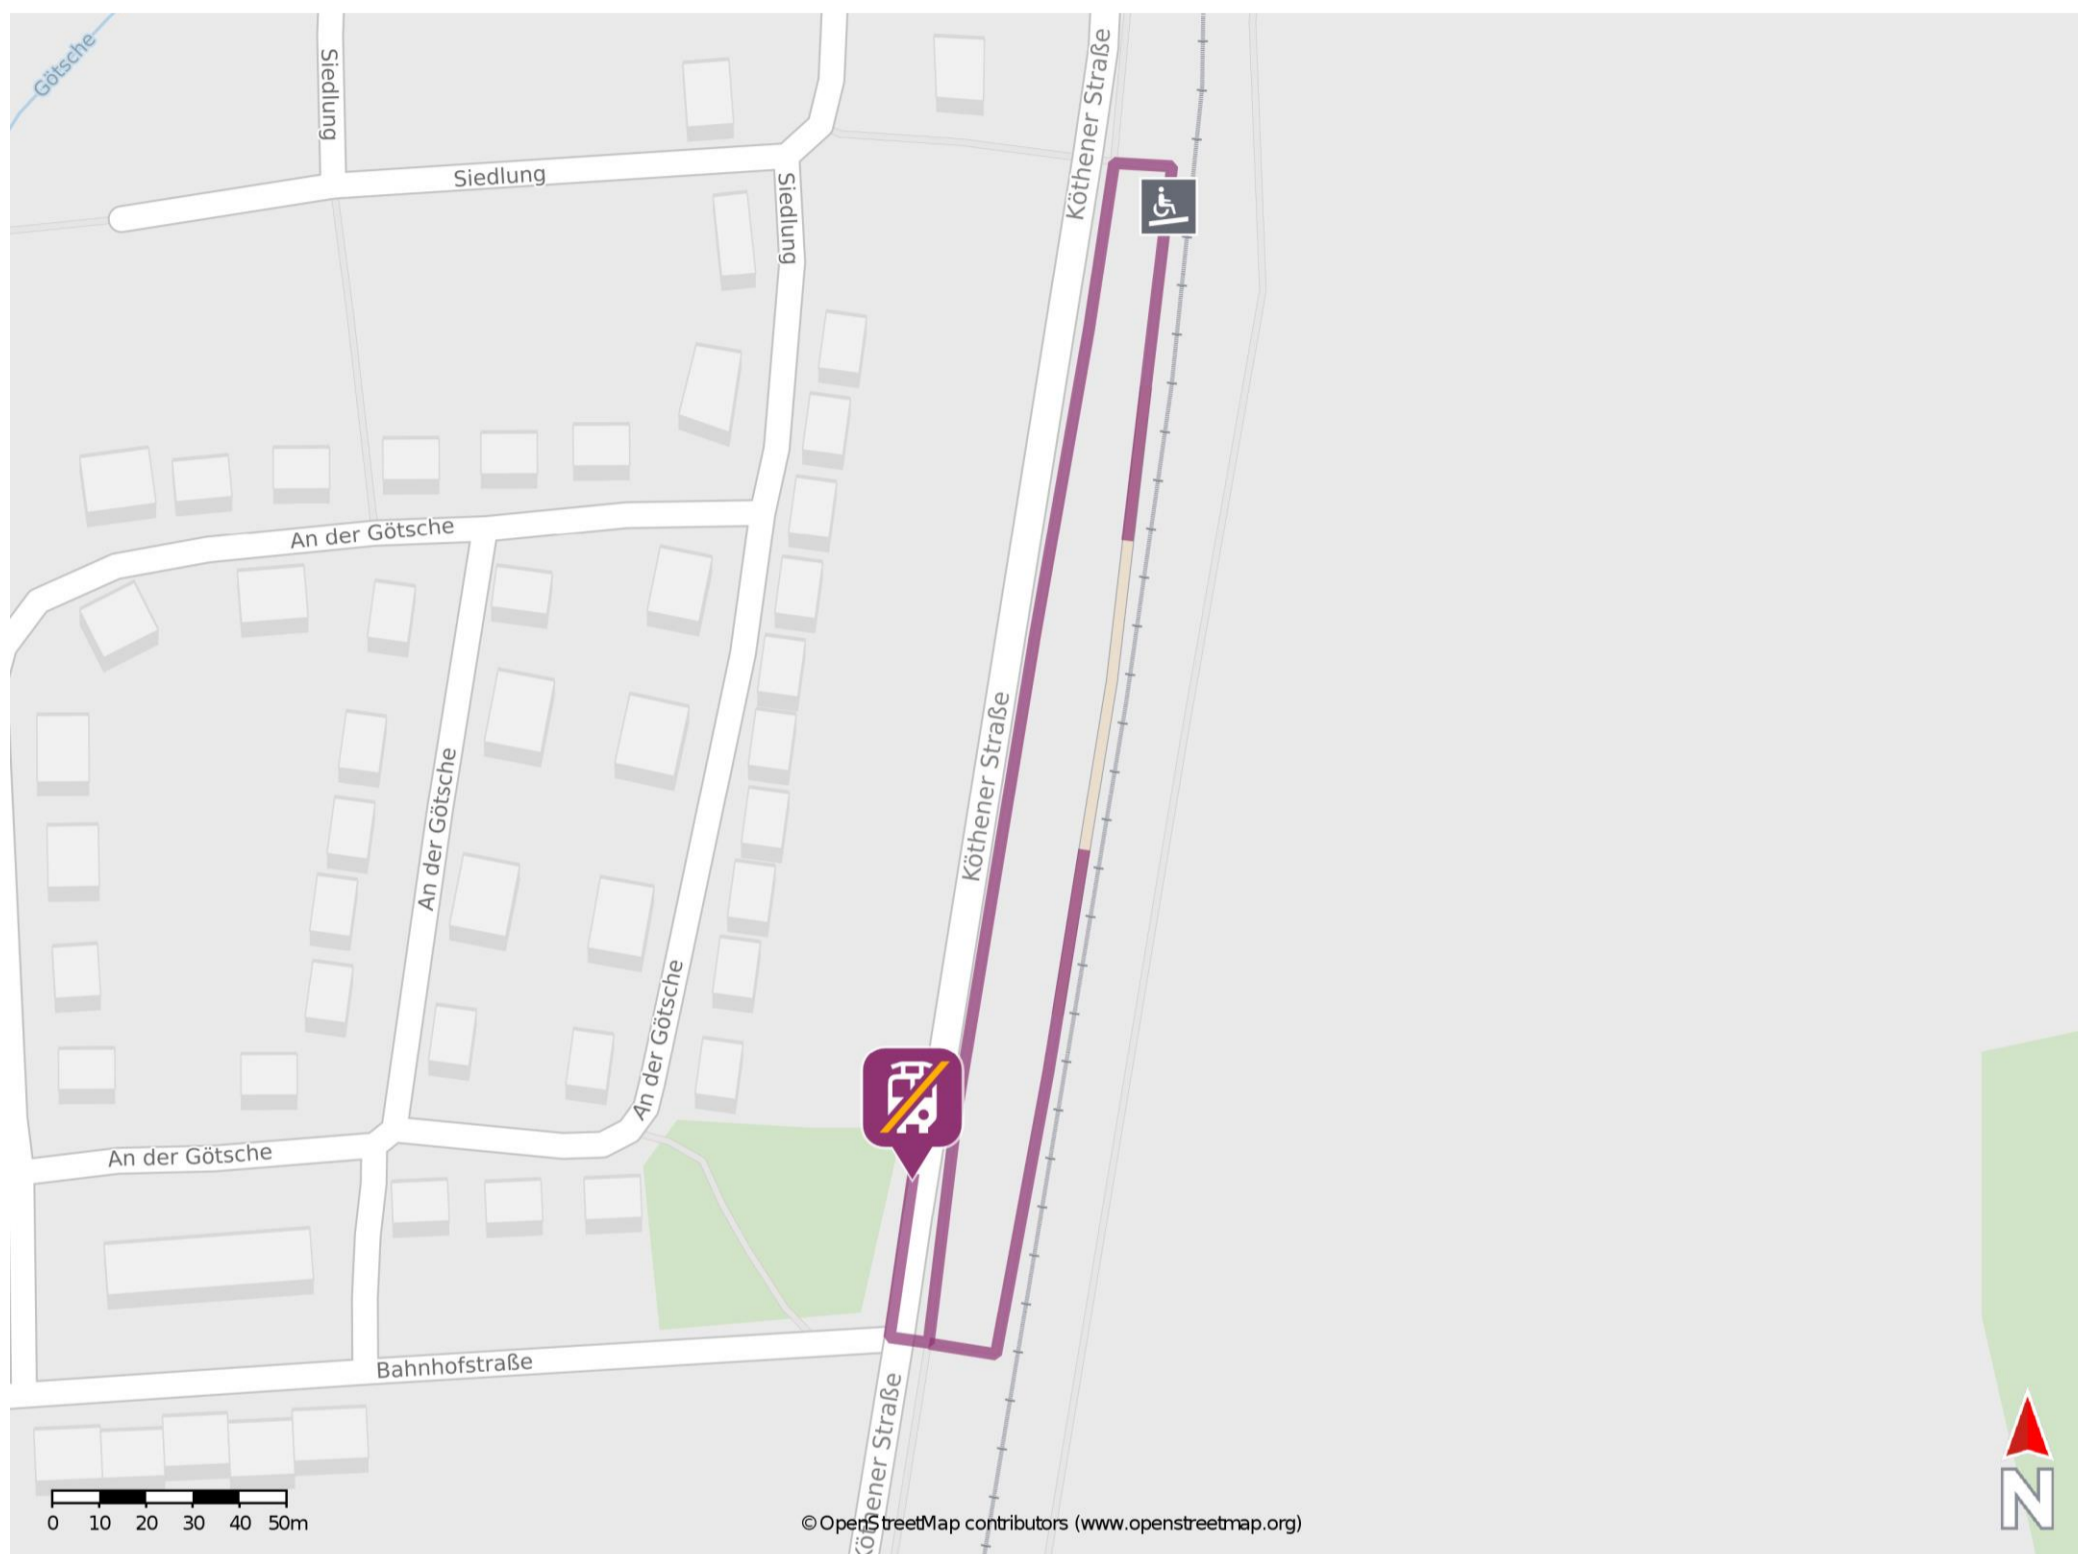 Götsche
Siedlung
Köthener Straße
Siedlung
Siedlung
An der Götsche
Köthener Straße
An der Götsche
An der Götsche
An der Götsche
Bahnhofstraße
Köthener Straße
0 10 20 30 40 50m
© OpenStreetMap contributors (www.openstreetmap.org)
N